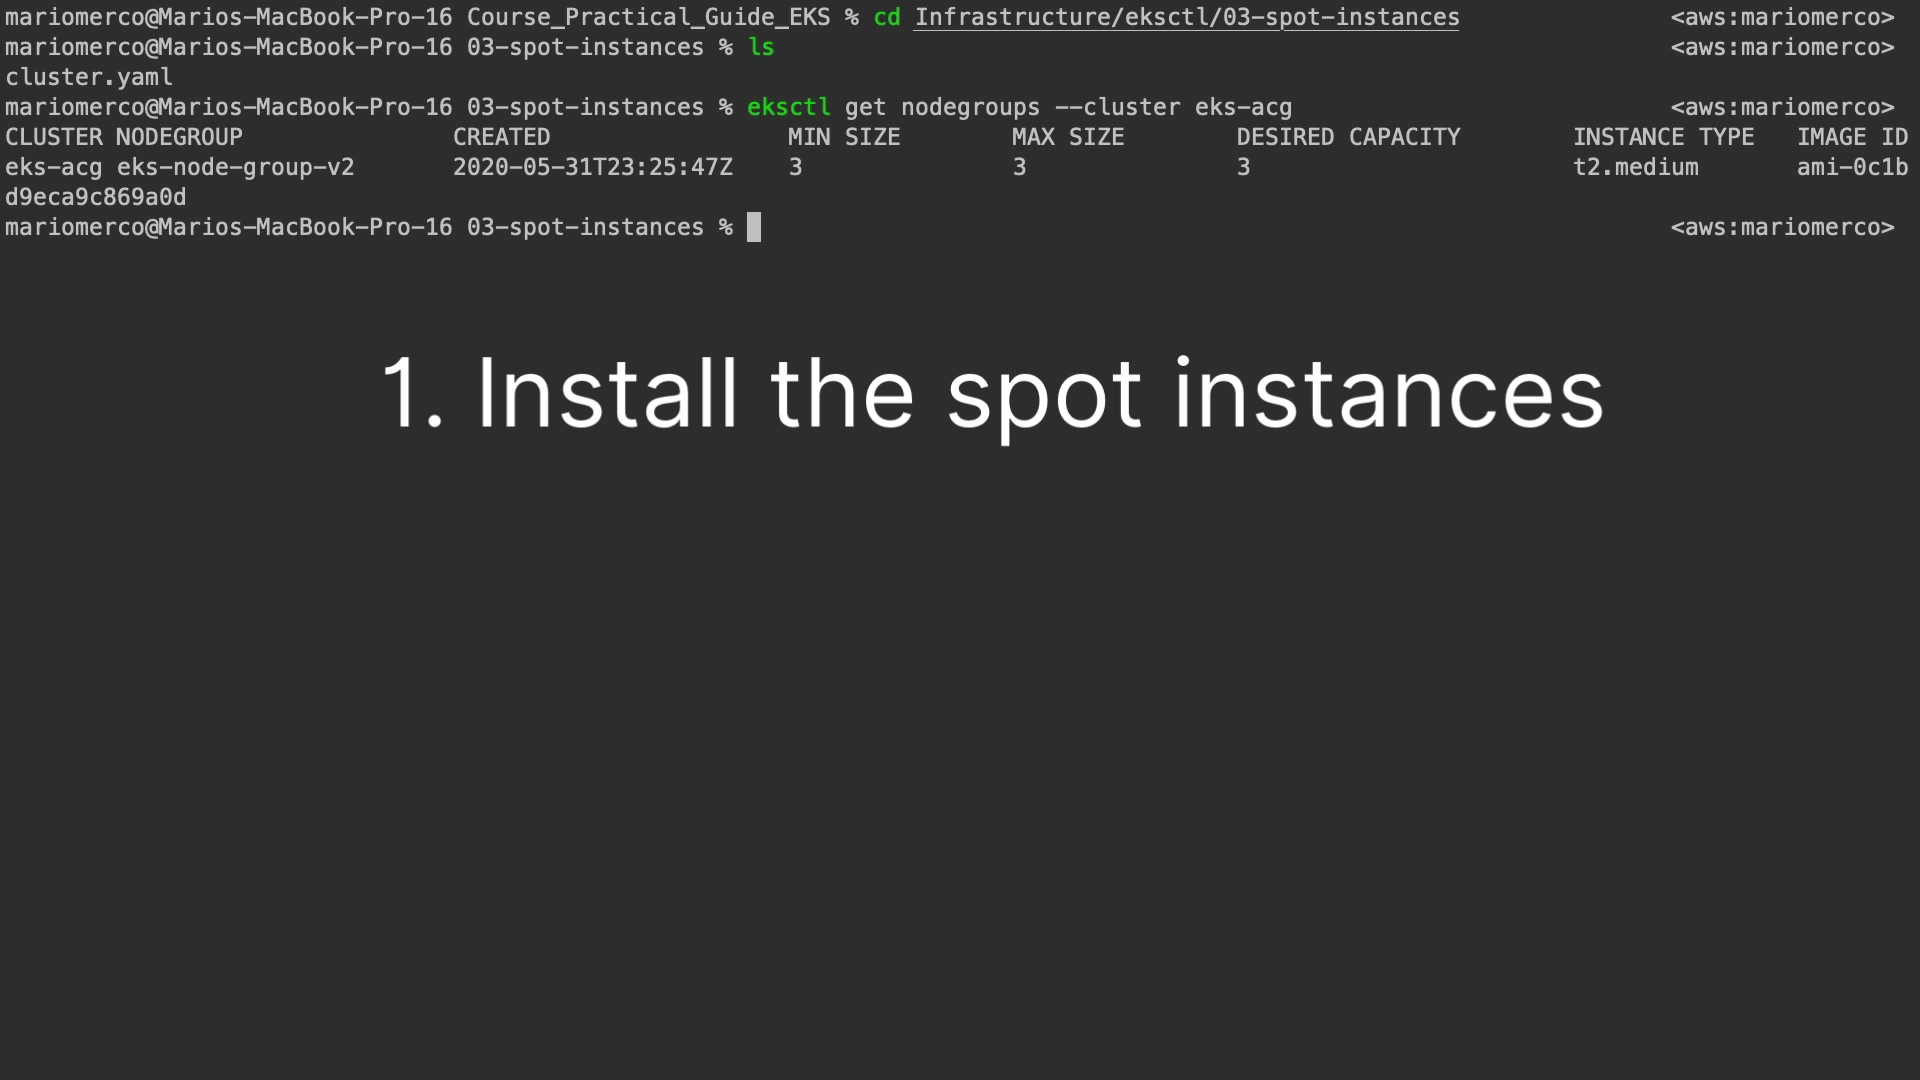 mariomerco@Marios-MacBook-Pro-16 Course_Practical_Guide_EKS % cd Infrastructure/eksctl/03-spot-instances <aws:mariomerco>
mariomerco@Marios-MacBook-Pro-16 03-spot-instances % ls <aws:mariomerco>
cluster.yaml
mariomerco@Marios-MacBook-Pro-16 03-spot-instances % eksctl get nodegroups --cluster eks-acg <aws:mariomerco>
CLUSTER NODEGROUP CREATED MIN SIZE MAX SIZE DESIRED CAPACITY INSTANCE TYPE IMAGE ID
eks-acg eks-node-group-v2 2020-05-31T23:25:47Z 3 3 3 t2.medium ami-0c1b
d9eca9c869a0d
mariomerco@Marios-MacBook-Pro-16 03-spot-instances % <aws:mariomerco>
1. Install the spot instances